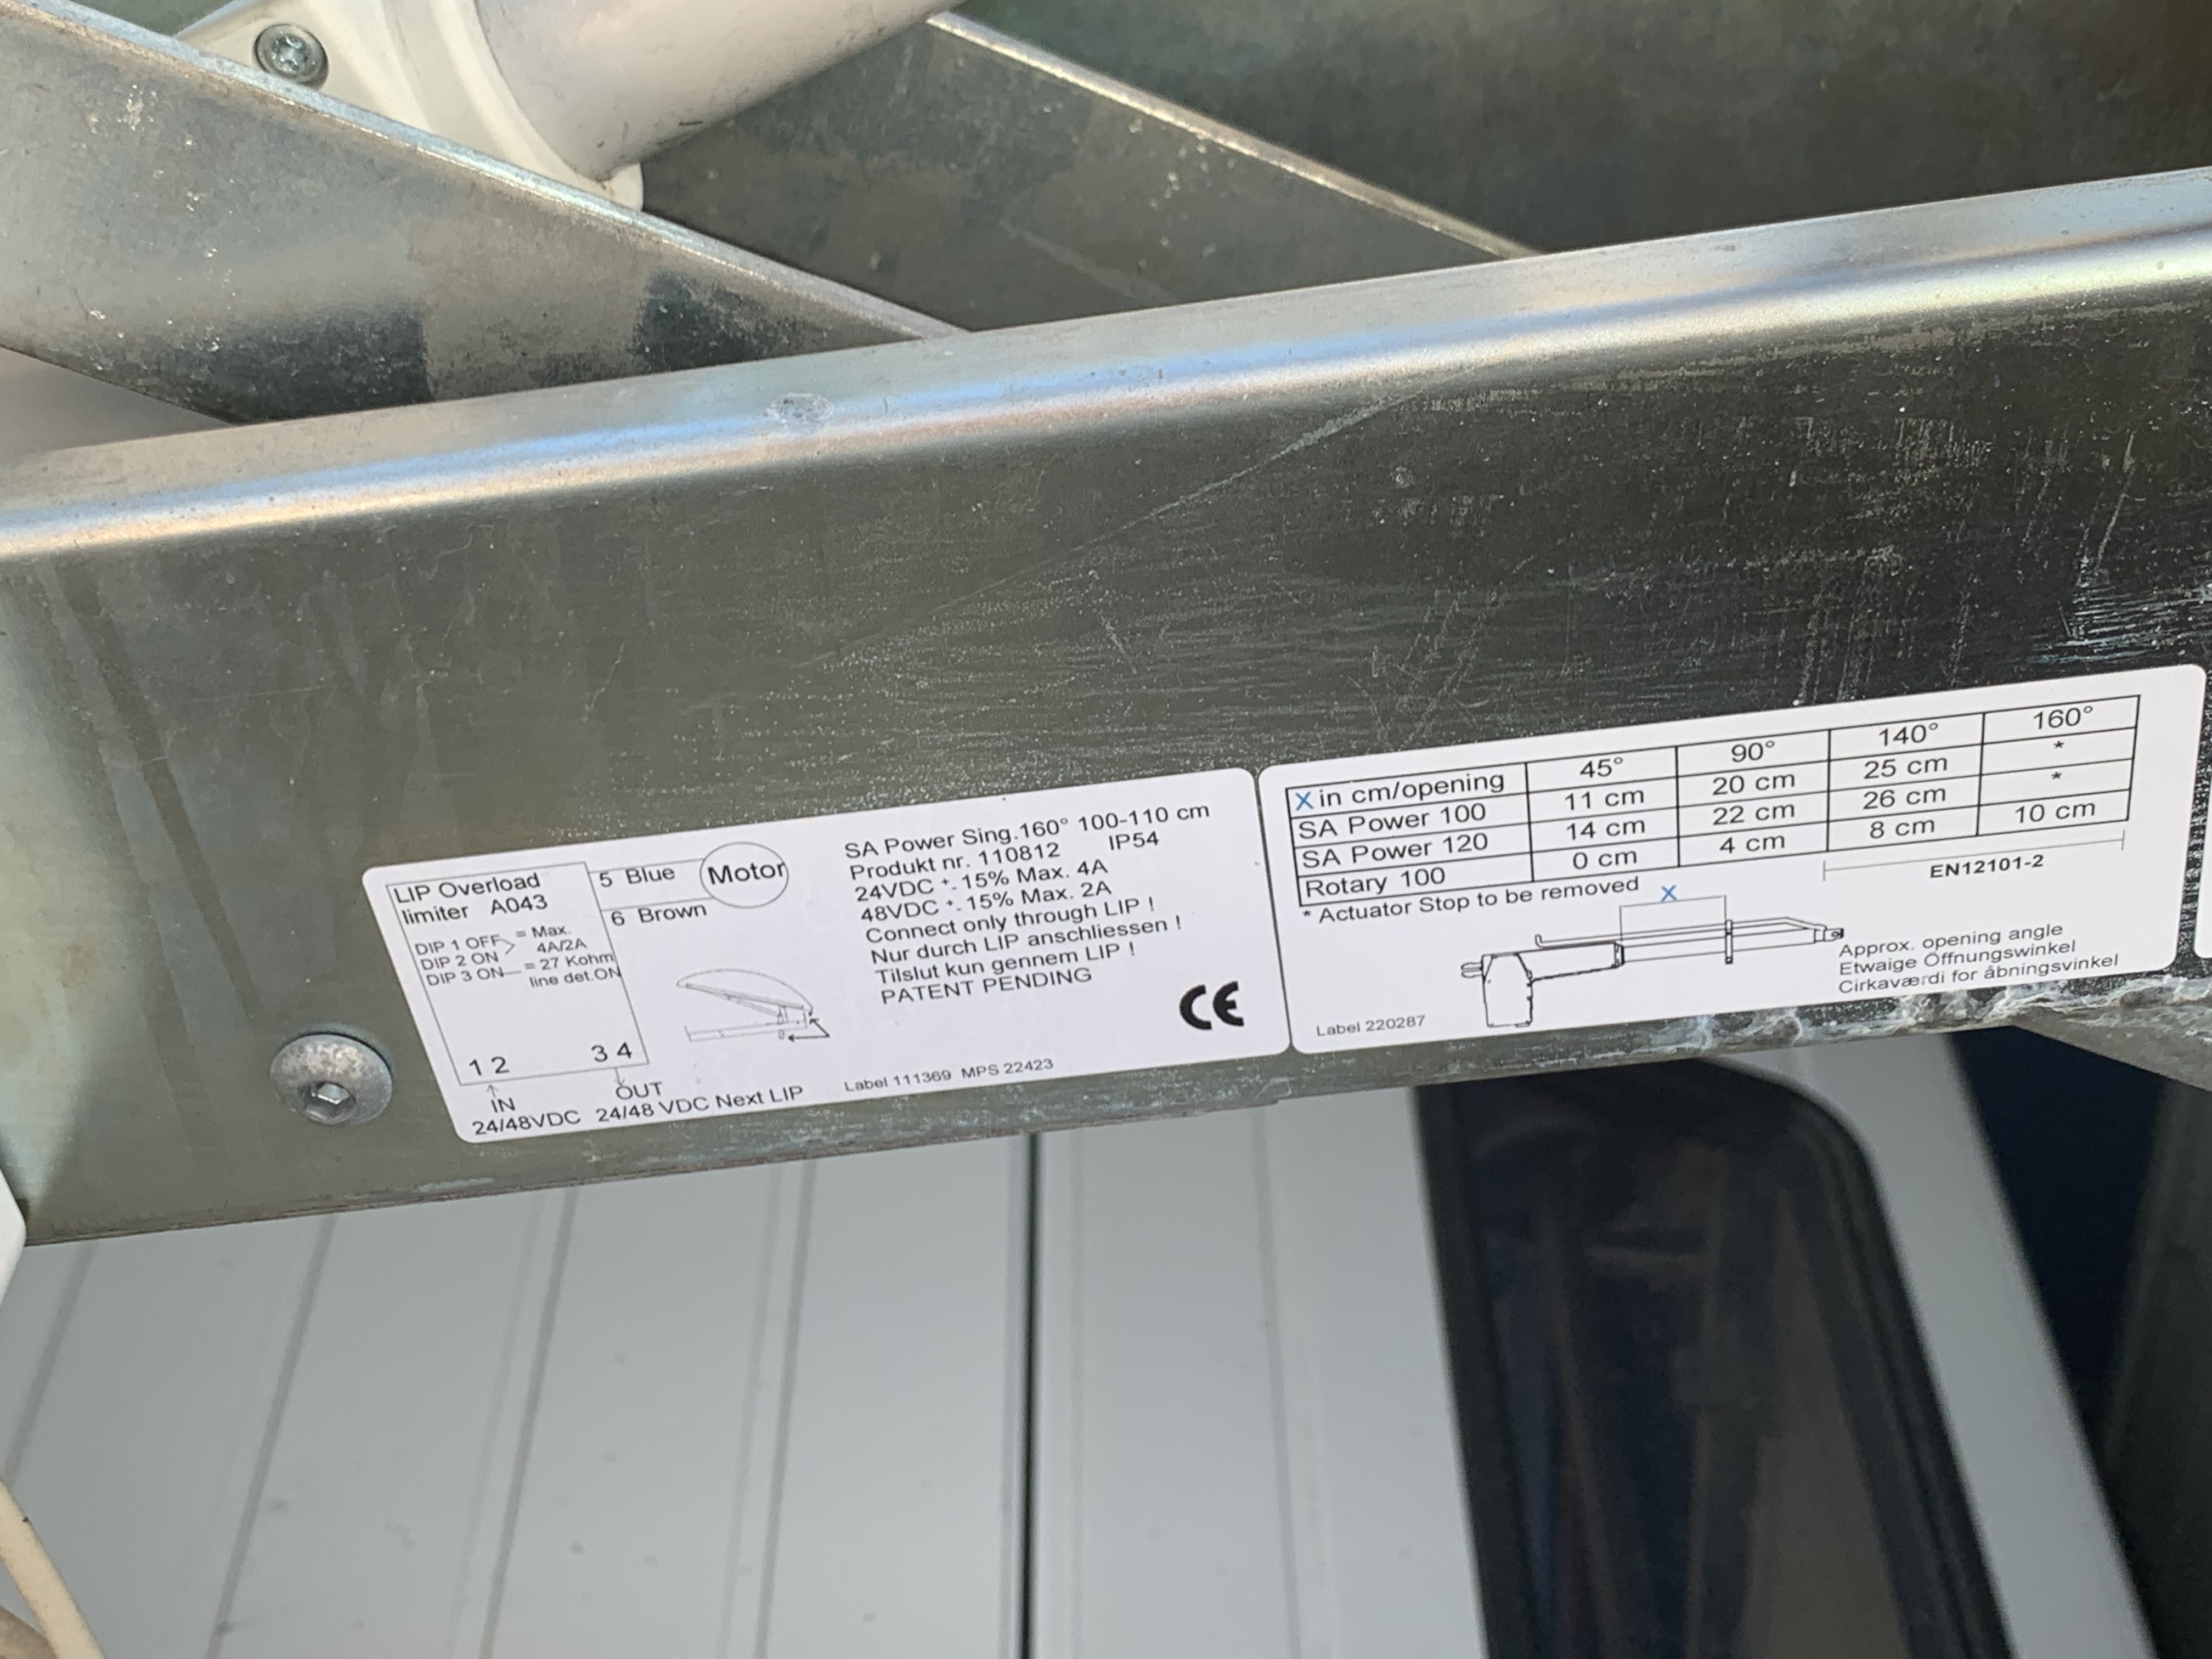 LIP Overload
limiter A043
DIP 1 OFF = Max.
DIP 2 ON 4A/2A
DIP 3 ON = 27 Kohm
line det.ON
5 Blue
Motor
6 Brown
1 2
3 4
IN
OUT
24/48VDC
24/48 VDC Next LIP
SA Power Sing.160° 100-110 cm
Produkt nr. 110812 IP54
24VDC +- 15% Max. 4A
48VDC +- 15% Max. 2A
Connect only through LIP !
Nur durch LIP anschliessen !
Tilslut kun gennem LIP !
PATENT PENDING
CE
Label 111369 MPS 22423
X in cm/opening 45° 90° 140° 160°
SA Power 100 11 cm 20 cm 25 cm *
SA Power 120 14 cm 22 cm 26 cm *
Rotary 100 0 cm 4 cm 8 cm 10 cm
* Actuator Stop to be removed
EN12101-2
X
Approx. opening angle
Etwaige Öffnungswinkel
Cirkaværdi for åbningsvinkel
Label 220287